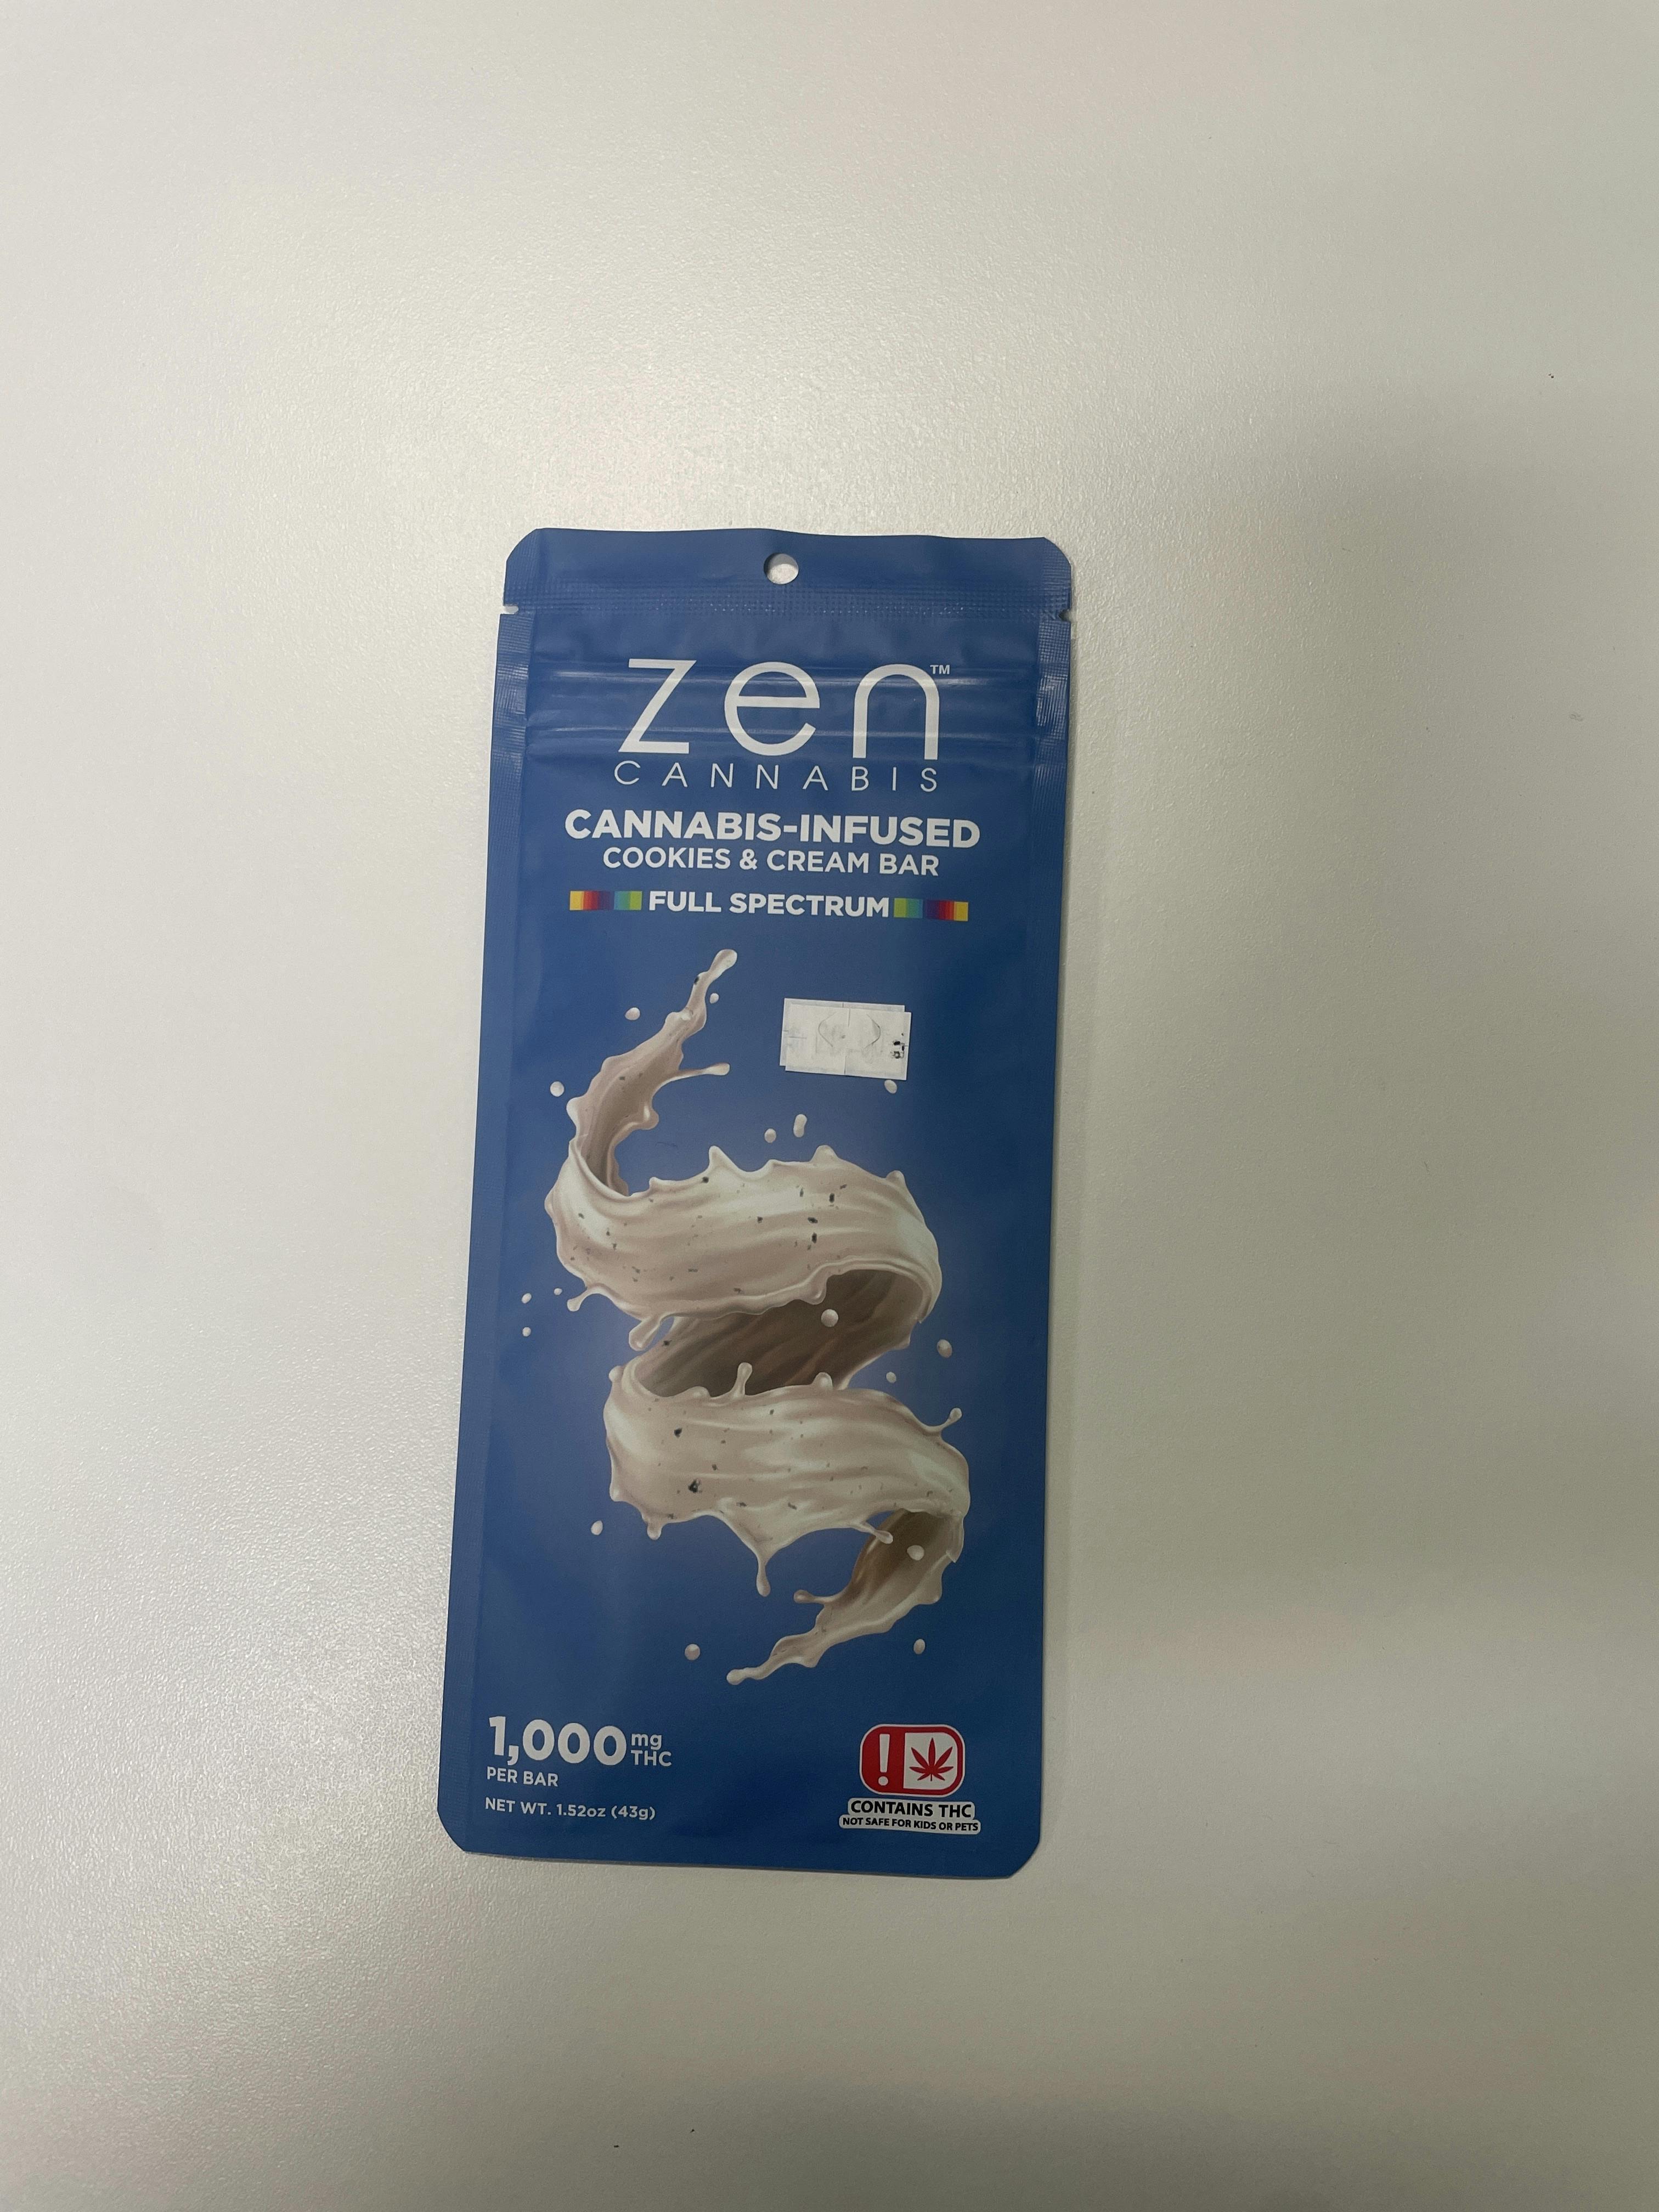 zen™
CANNABIS
CANNABIS-INFUSED
COOKIES & CREAM BAR
FULL SPECTRUM
1,000 mg
THC
PER BAR
NET WT. 1.52oz (43g)
!
CONTAINS THC
NOT SAFE FOR KIDS OR PETS